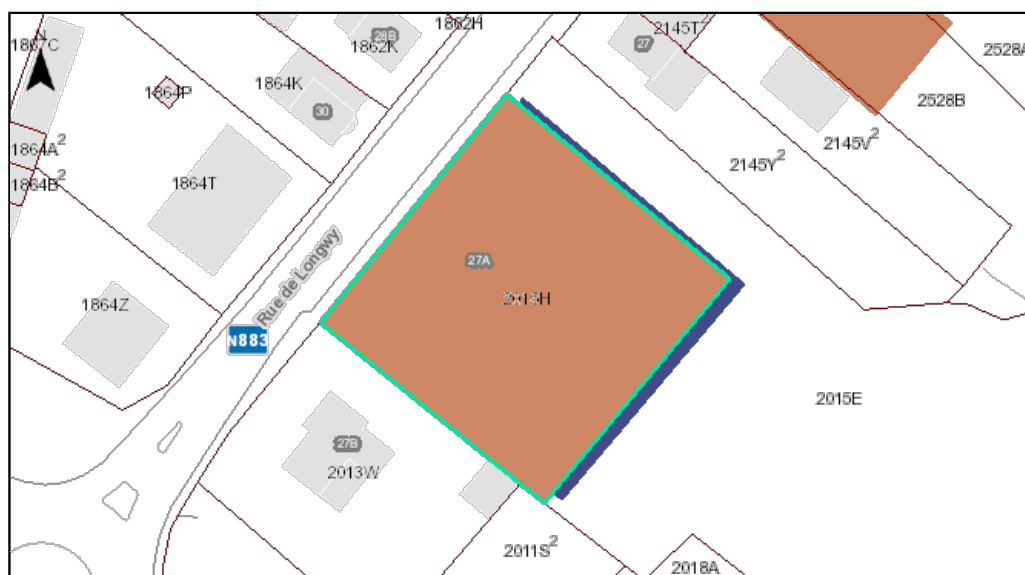 1862H
2145T
28B
1862K
27
1867C
N
2528A
1864K
1864P
30
2528B
1864A²
2145V²
2145Y²
1864B²
1864T
Rue de Longwy
27A
1864Z
N883
2015E
27B
2013W
2011S²
2018A